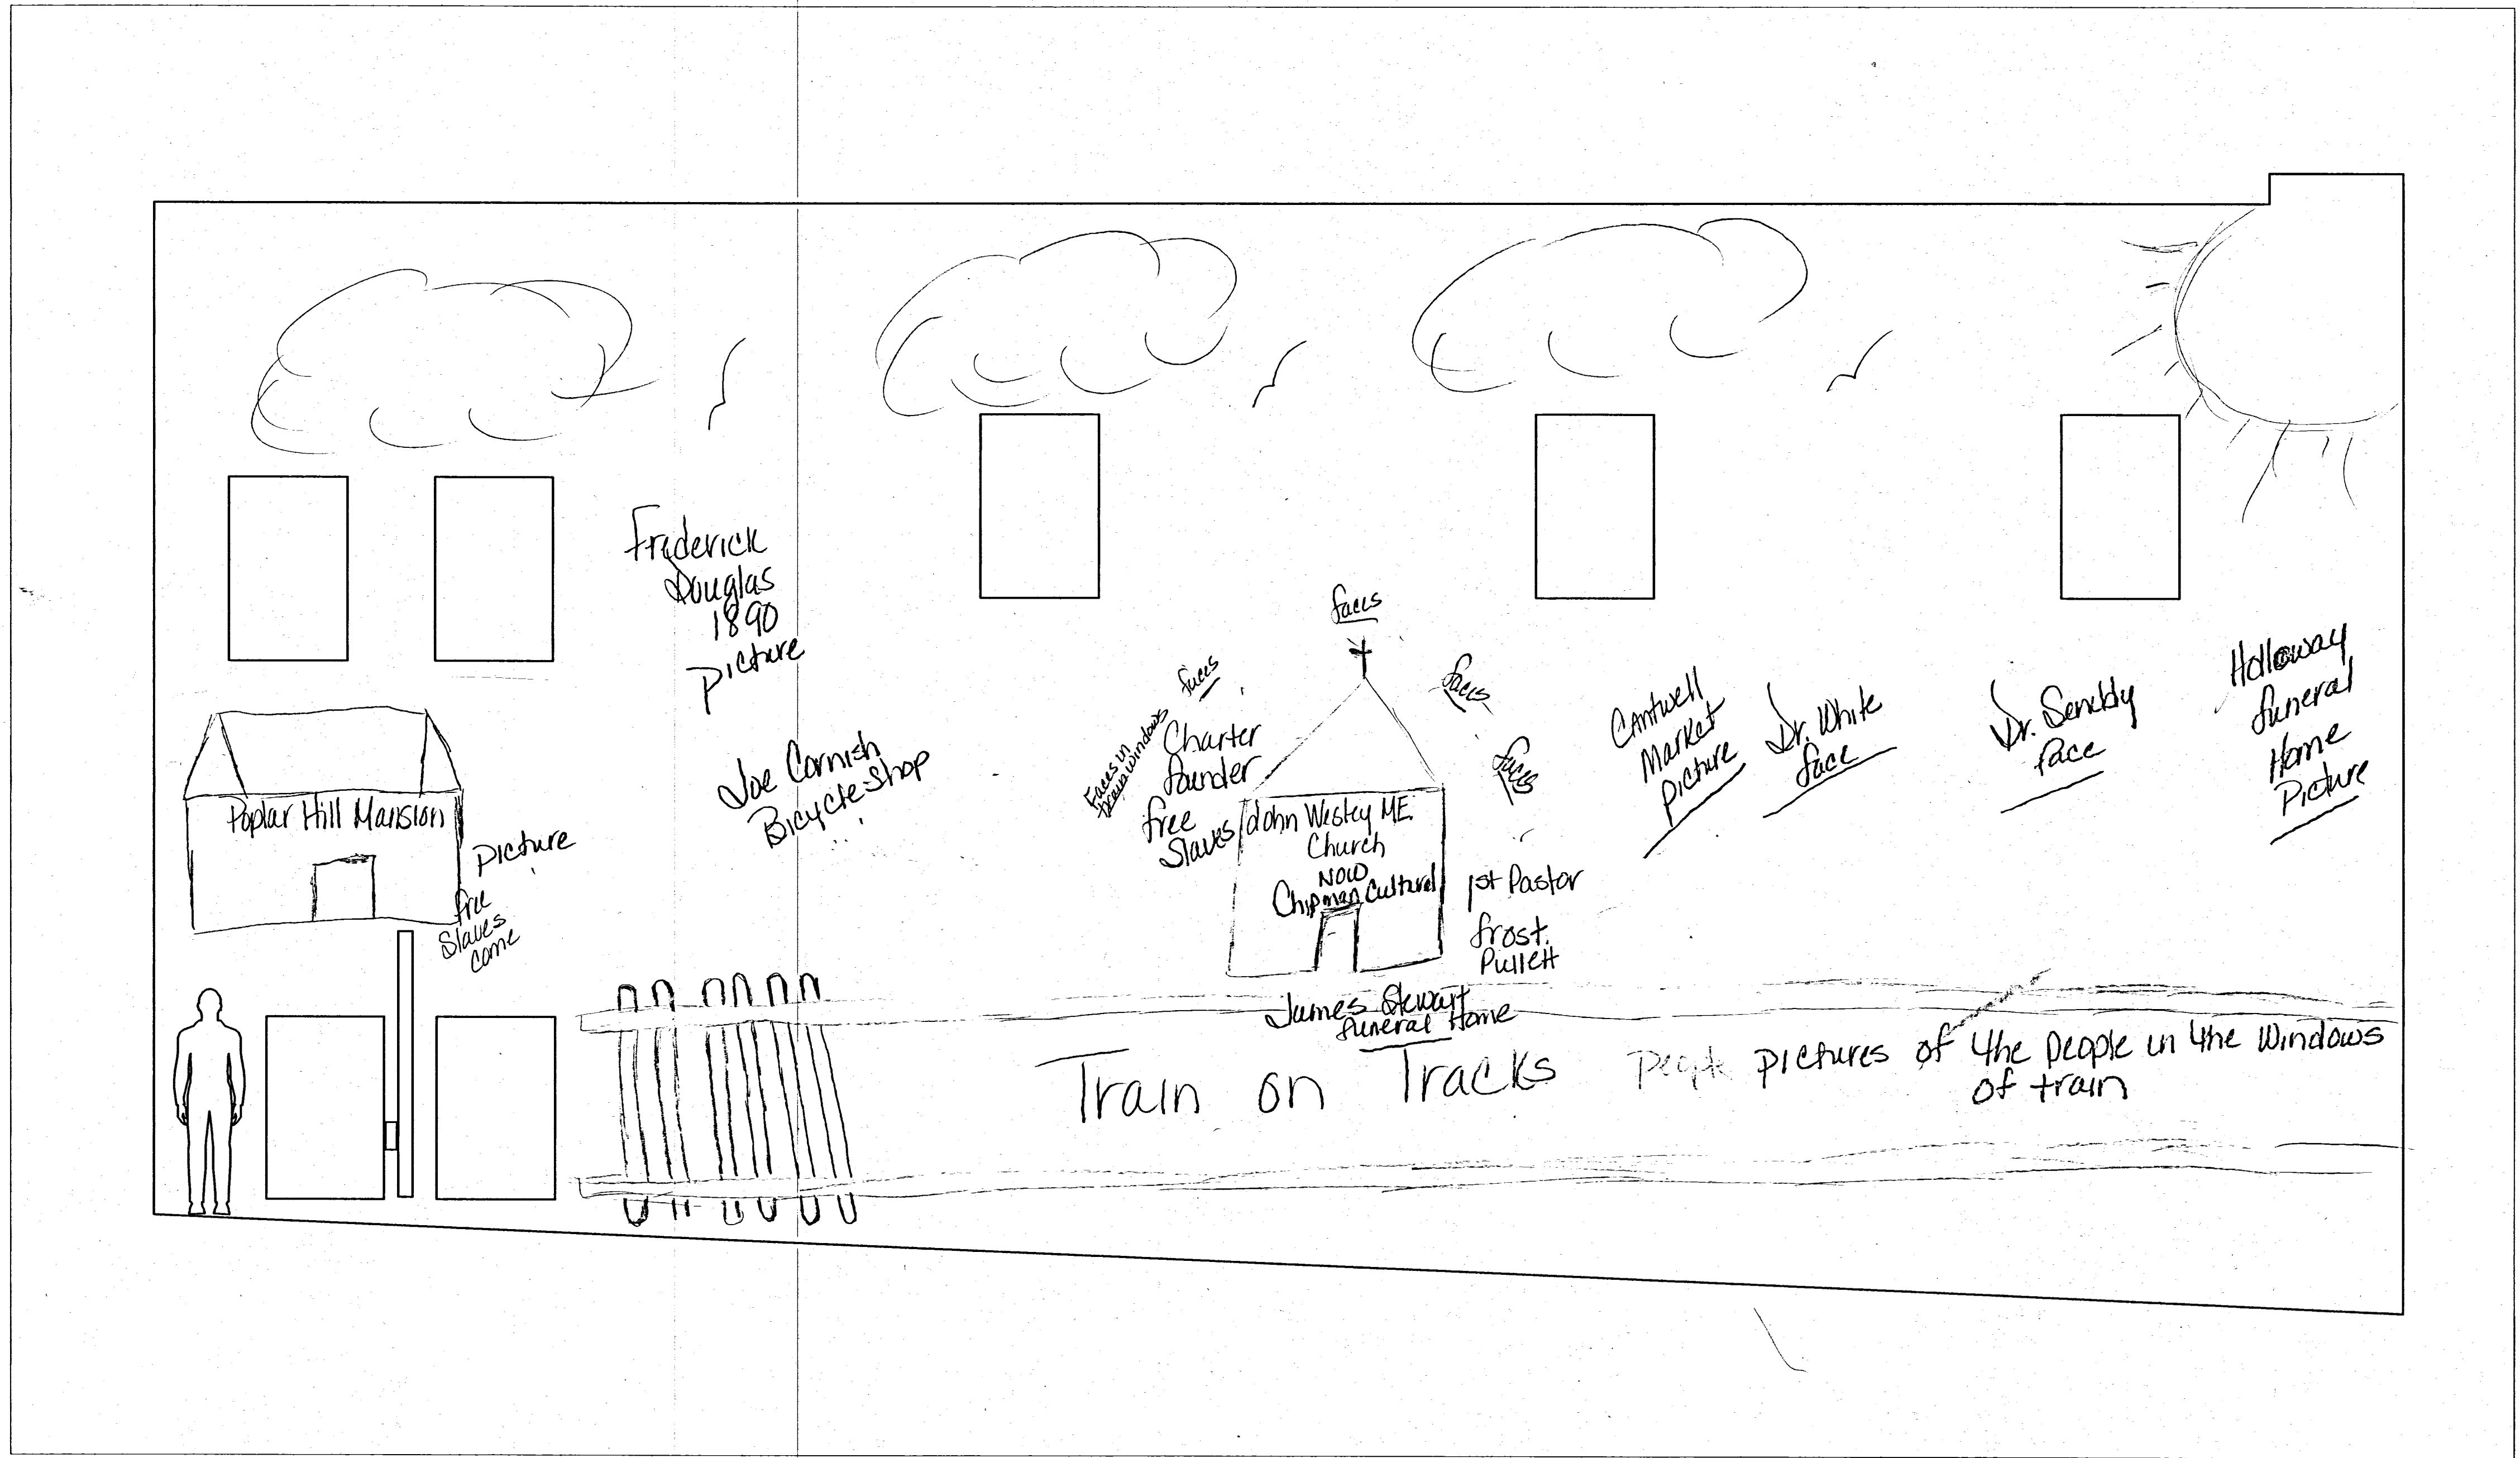 Frederick
Douglas
1890
picture
Poplar Hill Mansion
picture
free
Slaves
come
Joe Cornish
Bicycle Shop
faces
faces
faces
faces
Faces in
windows
Charter
founder
free
Slaves
John Wesley ME
Church
NOW
Chipman Cultural
1st Pastor
frost.
Pullett
James Stewart
funeral Home
Cantwell
Market
picture
Dr. White
face
Dr.
face
Holloway
funeral
Home
Picture
Train on Tracks
People pictures of the people in the windows
of train